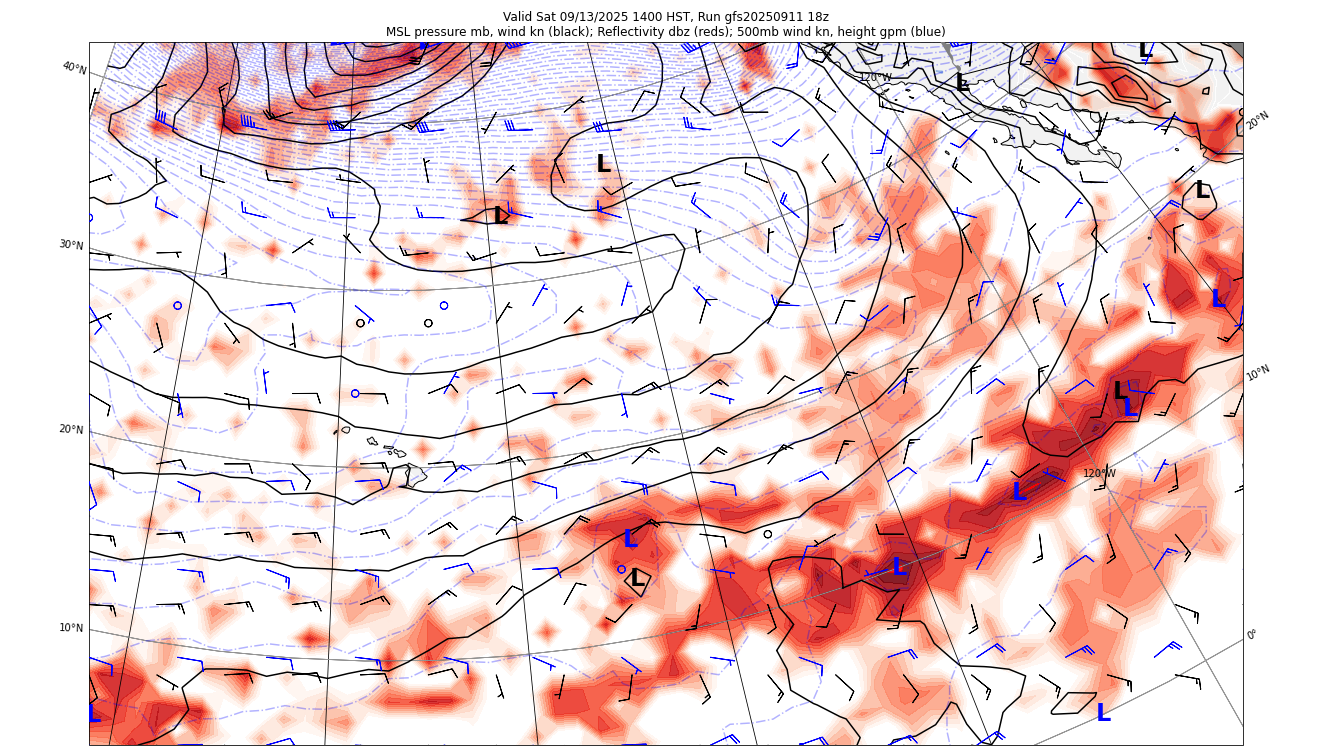 Valid Sat 09/13/2025 1400 HST, Run gfs20250911 18z
MSL pressure mb, wind kn (black); Reflectivity dbz (reds); 500mb wind kn, height gpm (blue)
L
L
40°N
120°W
20°N
L
L
L
30°N
L
10°N
L
L
20°N
120°W
L
L
L
L
10°N
0°
L
L